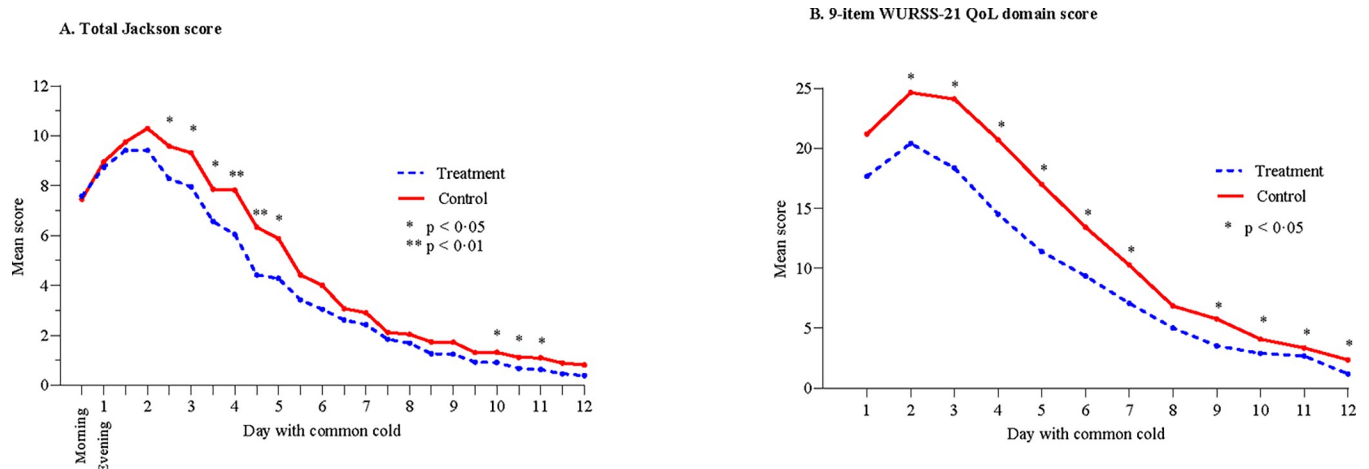 A. Total Jackson score
12
10
8
6
4
2
0
Mean score
*
*
*
**
**
*
*
*
*
Treatment
Control
* p < 0·05
** p < 0·01
Morning
Evening
1 2 3 4 5 6 7 8 9 10 11 12
Day with common cold
B. 9-item WURSS-21 QoL domain score
25
20
15
10
5
0
Mean score
*
*
*
*
*
*
*
*
*
*
Treatment
Control
* p < 0·05
1 2 3 4 5 6 7 8 9 10 11 12
Day with common cold